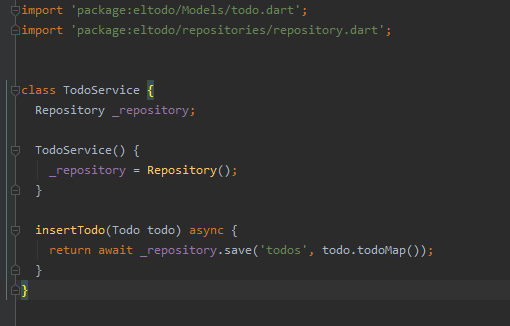 import 'package:eltodo/Models/todo.dart';
import 'package:eltodo/repositories/repository.dart';
class TodoService {
  Repository _repository;
  TodoService() {
    _repository = Repository();
  }
  insertTodo(Todo todo) async {
    return await _repository.save('todos', todo.todoMap());
  }
}